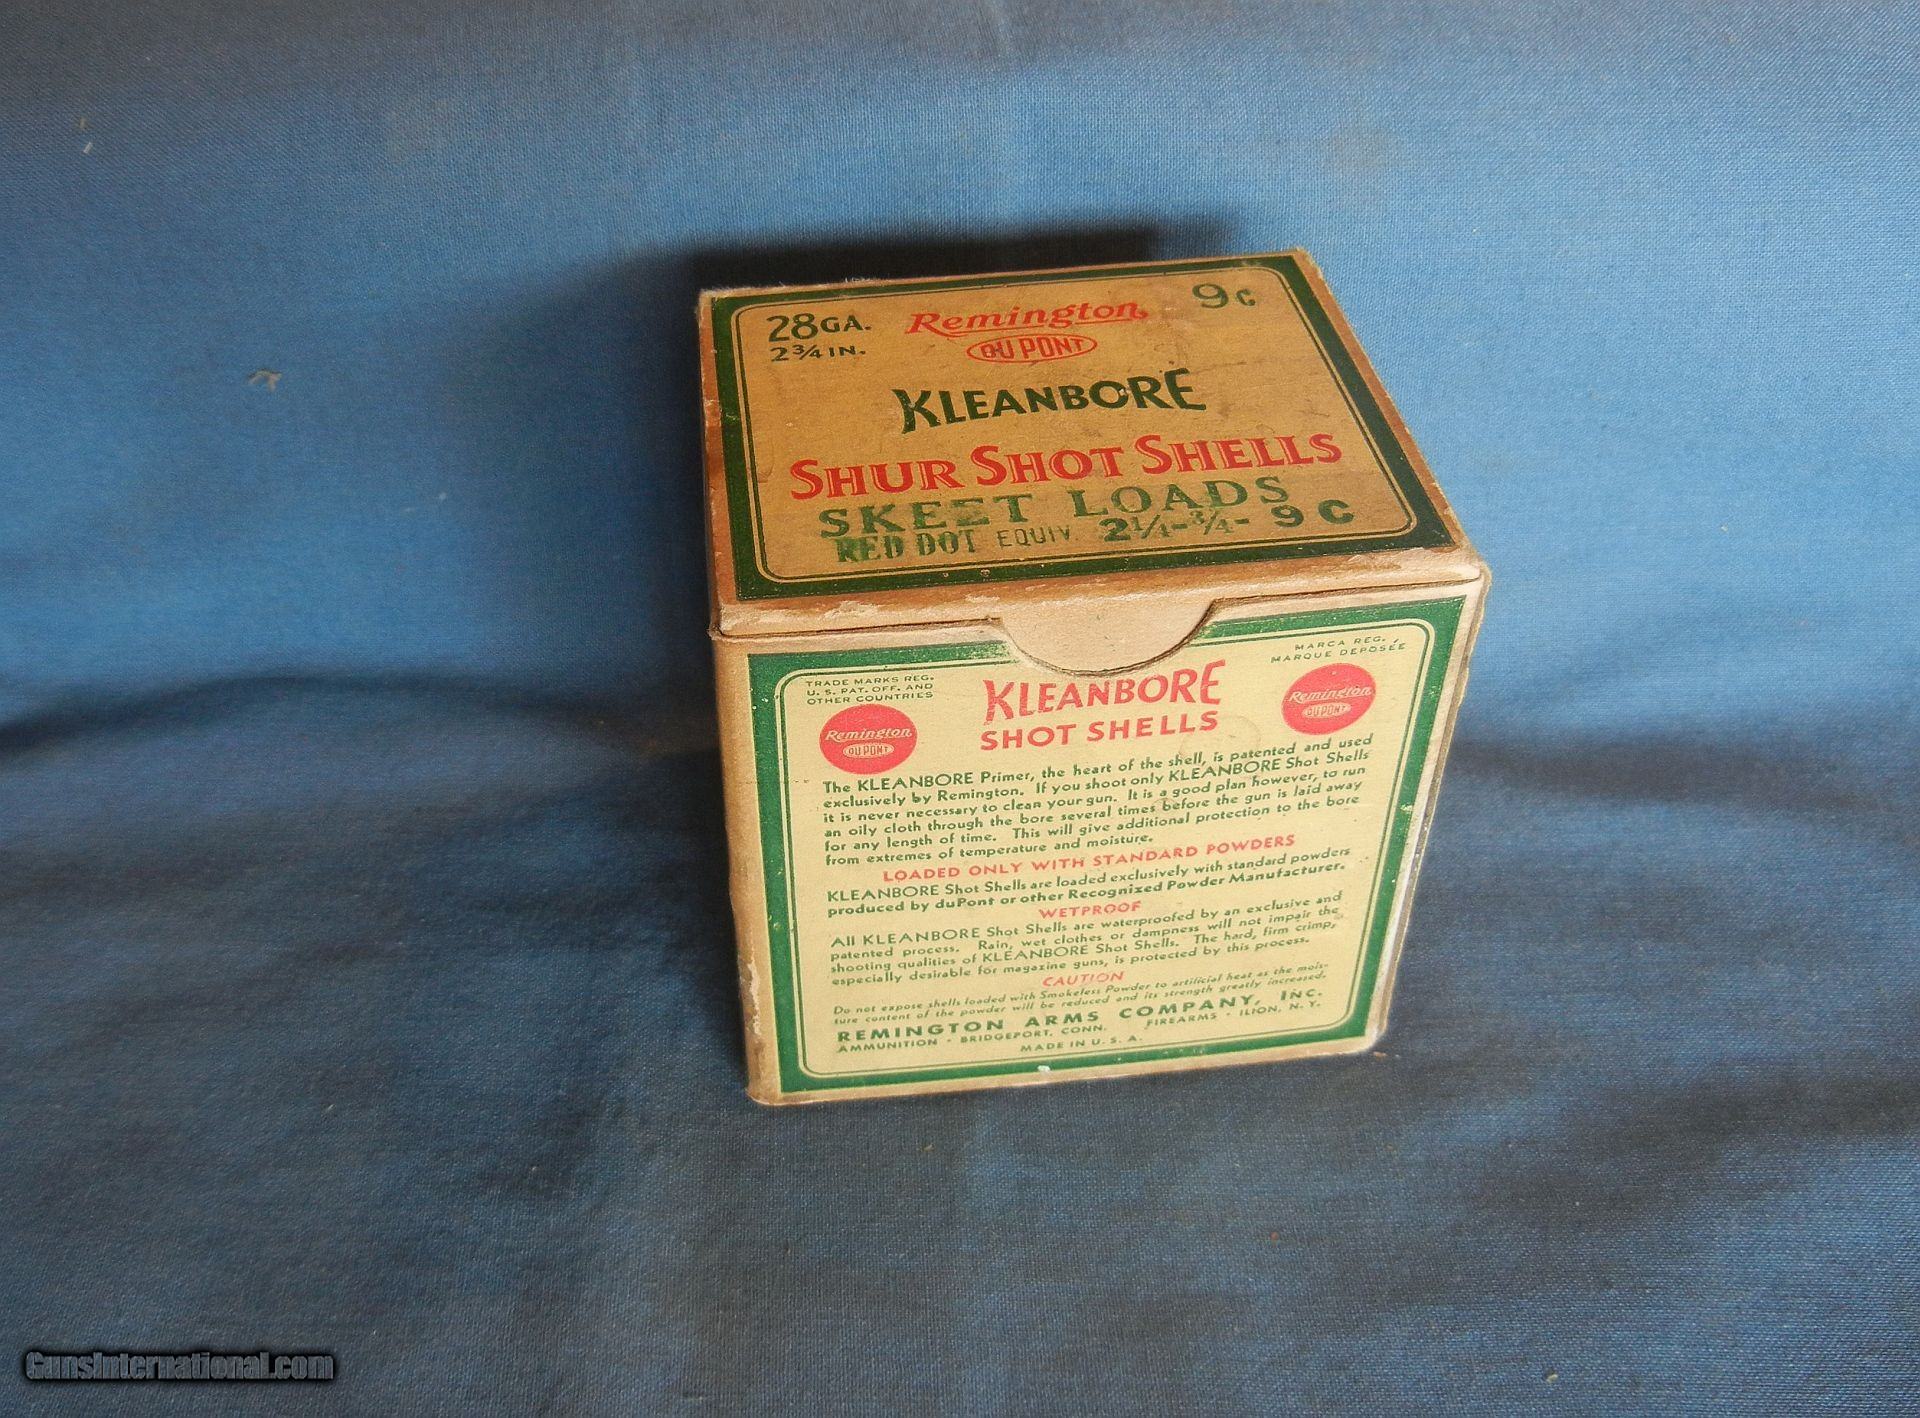 28 GA. Remington 9 C
2 3/4 IN. DU PONT
KLEANBORE
SHUR SHOT SHELLS
SKEET LOADS
RED DOT EQUIV. 2 1/4 - 3/4 - 9 C
TRADE MARKS REG.
U. S. PAT. OFF. AND
OTHER COUNTRIES
MARCA REG.
MARQUE DEPOSÉE
Remington
DU PONT
KLEANBORE
SHOT SHELLS
Remington
DU PONT
The KLEANBORE Primer, the heart of the shell, is patented and used
exclusively by Remington. If you shoot only KLEANBORE Shot Shells
it is never necessary to clean your gun. It is a good plan however, to run
an oily cloth through the bore several times before the gun is laid away
for any length of time. This will give additional protection to the bore
from extremes of temperature and moisture.
LOADED ONLY WITH STANDARD POWDERS
KLEANBORE Shot Shells are loaded exclusively with standard powders
produced by duPont or other Recognized Powder Manufacturer.
WETPROOF
All KLEANBORE Shot Shells are waterproofed by an exclusive and
patented process. Rain, wet clothes or dampness will not impair the
shooting qualities of KLEANBORE Shot Shells. The hard, firm crimp,
especially desirable for magazine guns, is protected by this process.
CAUTION
Do not expose shells loaded with Smokeless Powder to artificial heat as the mois-
ture content of the powder will be reduced and its strength greatly increased.
REMINGTON ARMS COMPANY, INC.
AMMUNITION • BRIDGEPORT, CONN. FIREARMS • ILION, N. Y.
MADE IN U. S. A.
GunsInternational.com